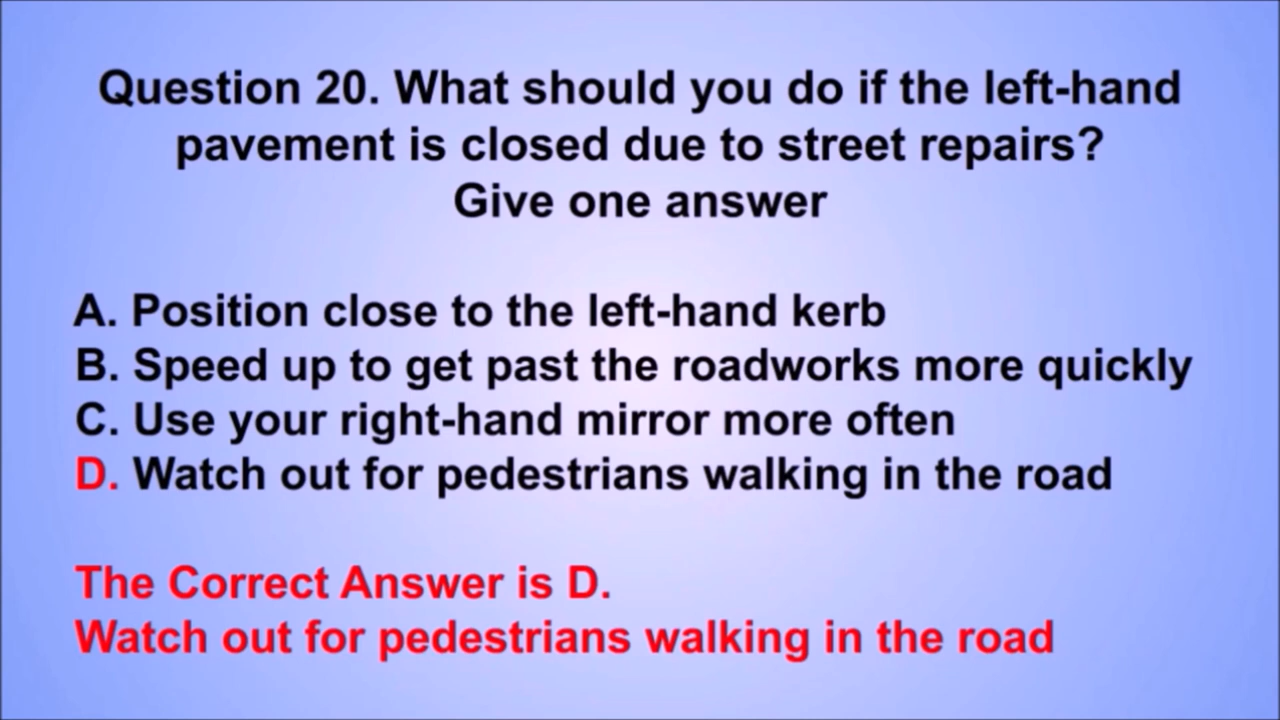 Question 20. What should you do if the left-hand
pavement is closed due to street repairs?
Give one answer
A. Position close to the left-hand kerb
B. Speed up to get past the roadworks more quickly
C. Use your right-hand mirror more often
D. Watch out for pedestrians walking in the road
The Correct Answer is D.
Watch out for pedestrians walking in the road